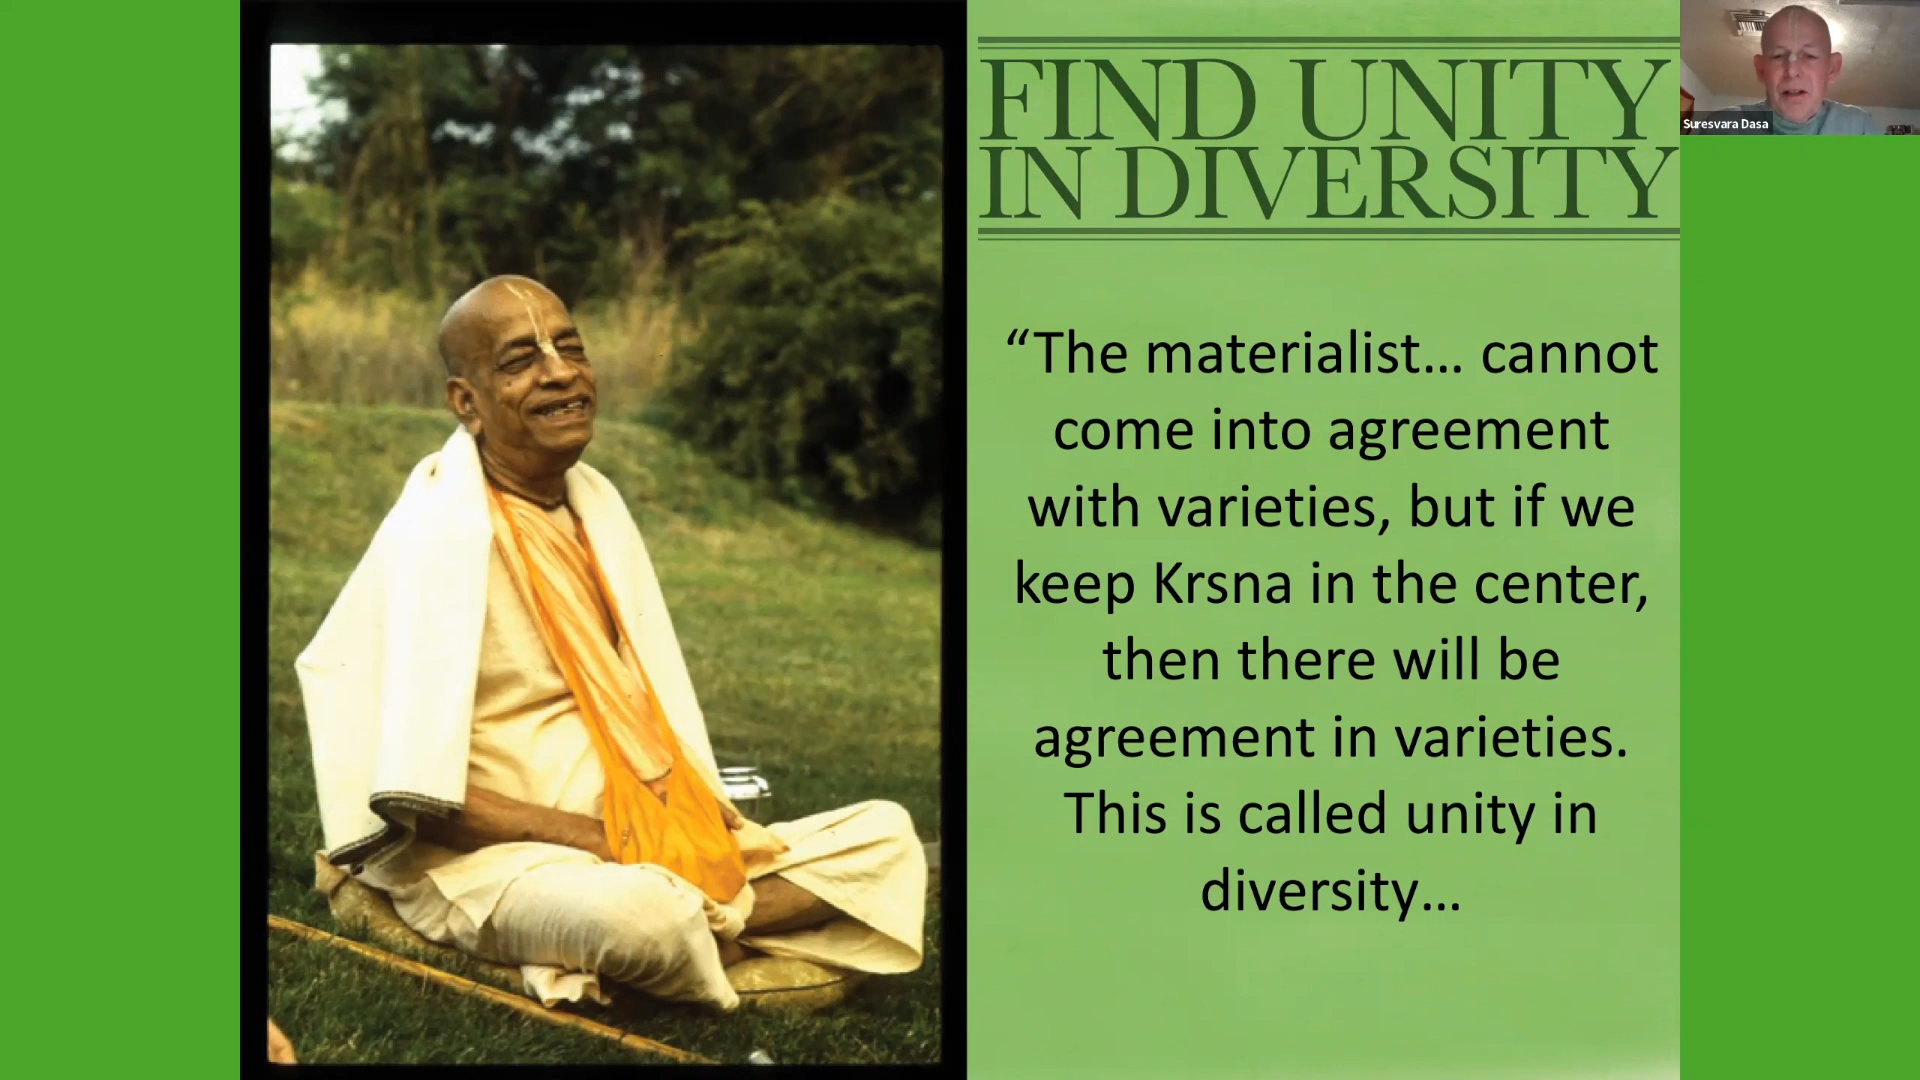 FIND UNITY
IN DIVERSITY
“The materialist... cannot
come into agreement
with varieties, but if we
keep Krsna in the center,
then there will be
agreement in varieties.
This is called unity in
diversity...
Suresvara Dasa